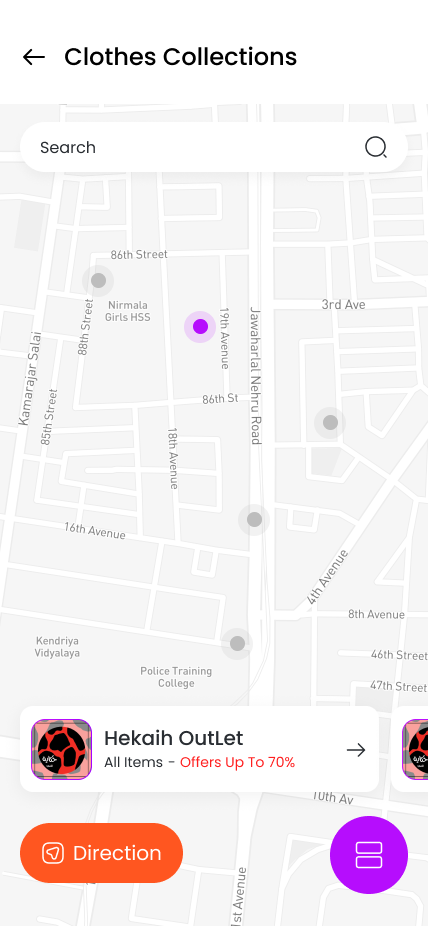 Clothes Collections
Search
86th Street
Nirmala
Girls HSS
88th Street
19th Avenue
Jawaharlal Nehru Road
3rd Ave
Kamarajar Salai
85th Street
86th St
18th Avenue
16th Avenue
4th Avenue
8th Avenue
Kendriya
Vidyalaya
46th Street
Police Training
College
47th Street
Hekaih OutLet
All Items - Offers Up To 70%
10th Av
Direction
1st Avenue